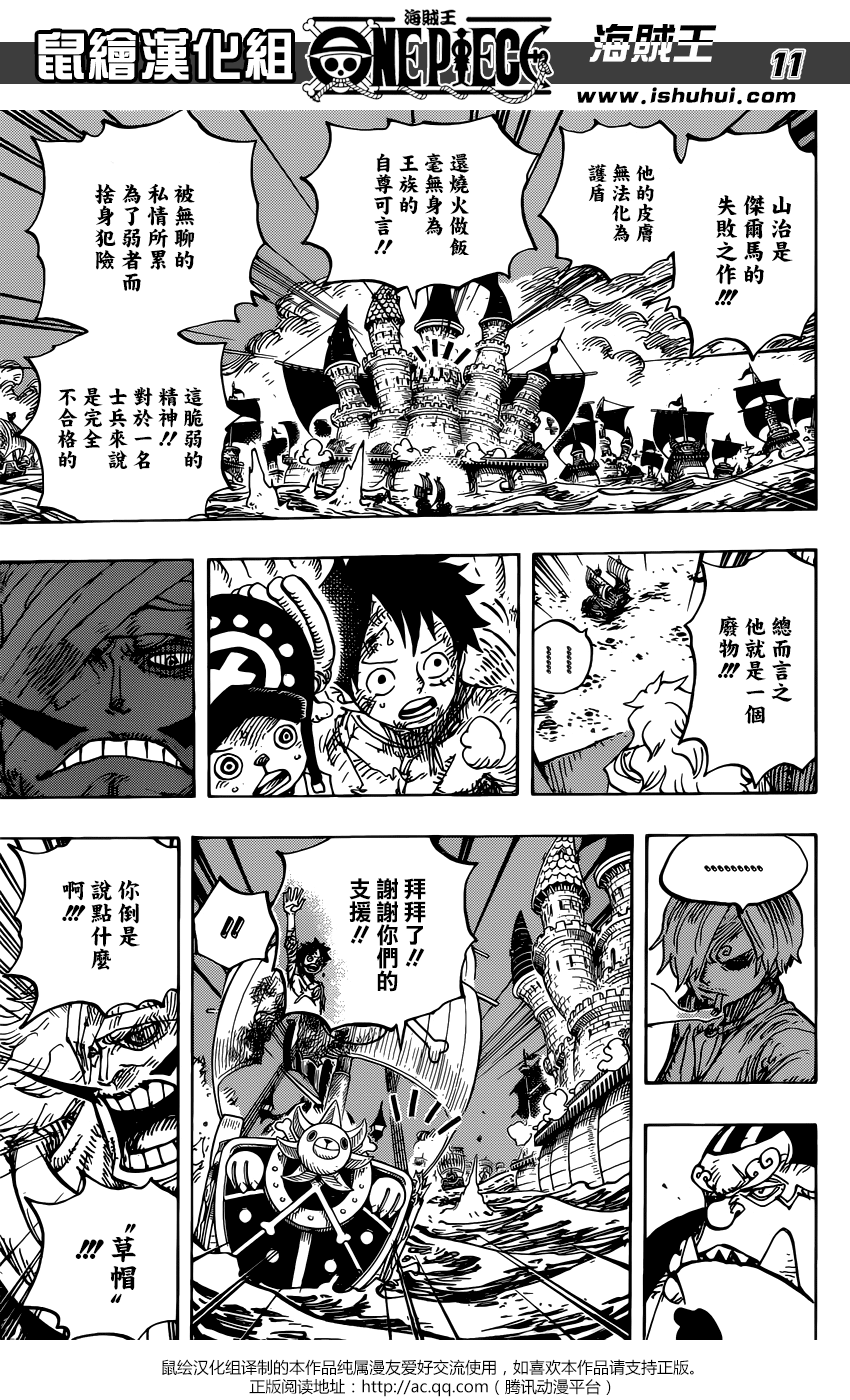 鼠繪漢化組
海賊王
ONE PIECE
海賊王
11
www.ishuhui.com
山治是
傑爾馬的
失敗之作!!!
他的皮膚
無法化為
護盾
還燒火做飯
毫無身為
王族的
自尊可言!!
被無聊的
私情所累
為了弱者而
捨身犯險
這脆弱的
精神!!
對於一名
士兵來說
是完全
不合格的
總而言之
他就是一個
廢物!!!
………
…………
拜拜了!!
謝謝你們的
支援!!
!!
你倒是
說點什麼
啊!!!
“草帽”
!!!
鼠绘汉化组译制的本作品纯属漫友爱好交流使用，如喜欢本作品请支持正版。
正版阅读地址：http://ac.qq.com（腾讯动漫平台）